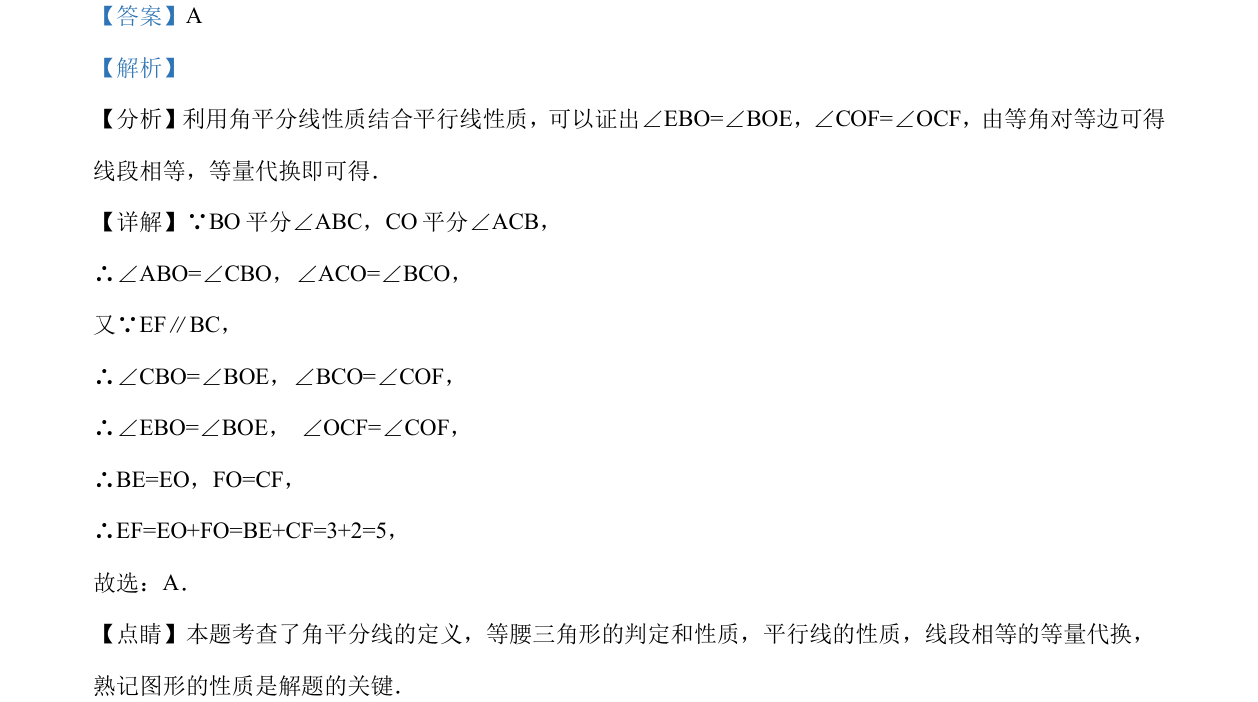 【答案】A
【解析】
【分析】利用角平分线性质结合平行线性质，可以证出∠EBO=∠BOE，∠COF=∠OCF，由等角对等边可得
线段相等，等量代换即可得．
【详解】∵BO 平分∠ABC，CO 平分∠ACB，
∴∠ABO=∠CBO，∠ACO=∠BCO，
又∵EF∥BC，
∴∠CBO=∠BOE，∠BCO=∠COF，
∴∠EBO=∠BOE， ∠OCF=∠COF，
∴BE=EO，FO=CF，
∴EF=EO+FO=BE+CF=3+2=5，
故选：A．
【点睛】本题考查了角平分线的定义，等腰三角形的判定和性质，平行线的性质，线段相等的等量代换，
熟记图形的性质是解题的关键．